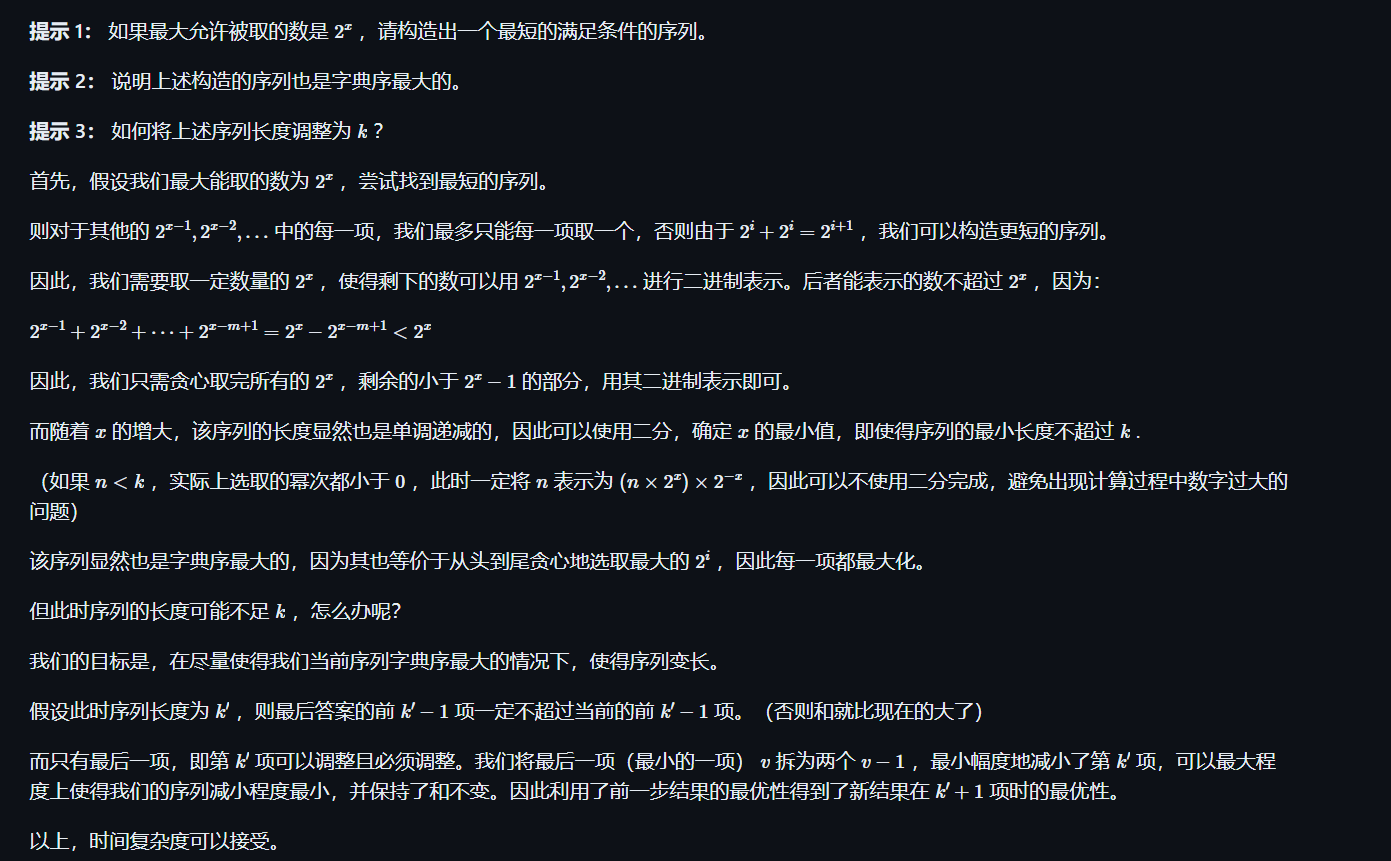 提示 1： 如果最大允许被取的数是 2^x ，请构造出一个最短的满足条件的序列。
提示 2： 说明上述构造的序列也是字典序最大的。
提示 3： 如何将上述序列长度调整为 k ？
首先，假设我们最大能取的数为 2^x ，尝试找到最短的序列。
则对于其他的 2^{x−1}, 2^{x−2}, … 中的每一项，我们最多只能每一项取一个，否则由于 2^i + 2^i = 2^{i+1} ，我们可以构造更短的序列。
因此，我们需要取一定数量的 2^x ，使得剩下的数可以用 2^{x−1}, 2^{x−2}, … 进行二进制表示。后者能表示的数不超过 2^x ，因为：
2^{x−1} + 2^{x−2} + ⋯ + 2^{x−m+1} = 2^x − 2^{x−m+1} < 2^x
因此，我们只需贪心取完所有的 2^x ，剩余的小于 2^x − 1 的部分，用其二进制表示即可。
而随着 x 的增大，该序列的长度显然也是单调递减的，因此可以使用二分，确定 x 的最小值，即使得序列的最小长度不超过 k .
（如果 n < k ，实际上选取的幂次都小于 0 ，此时一定将 n 表示为 (n × 2^x) × 2^{−x} ，因此可以不使用二分完成，避免出现计算过程中数字过大的
问题）
该序列显然也是字典序最大的，因为其也等价于从头到尾贪心地选取最大的 2^i ，因此每一项都最大化。
但此时序列的长度可能不足 k ，怎么办呢？
我们的目标是，在尽量使得我们当前序列字典序最大的情况下，使得序列变长。
假设此时序列长度为 k′ ，则最后答案的前 k′ − 1 项一定不超过当前的前 k′ − 1 项。（否则和就比现在的大了）
而只有最后一项，即第 k′ 项可以调整且必须调整。我们将最后一项（最小的一项） v 拆为两个 v − 1 ，最小幅度地减小了第 k′ 项，可以最大程
度上使得我们的序列减小程度最小，并保持了和不变。因此利用了前一步结果的最优性得到了新结果在 k′ + 1 项时的最优性。
以上，时间复杂度可以接受。